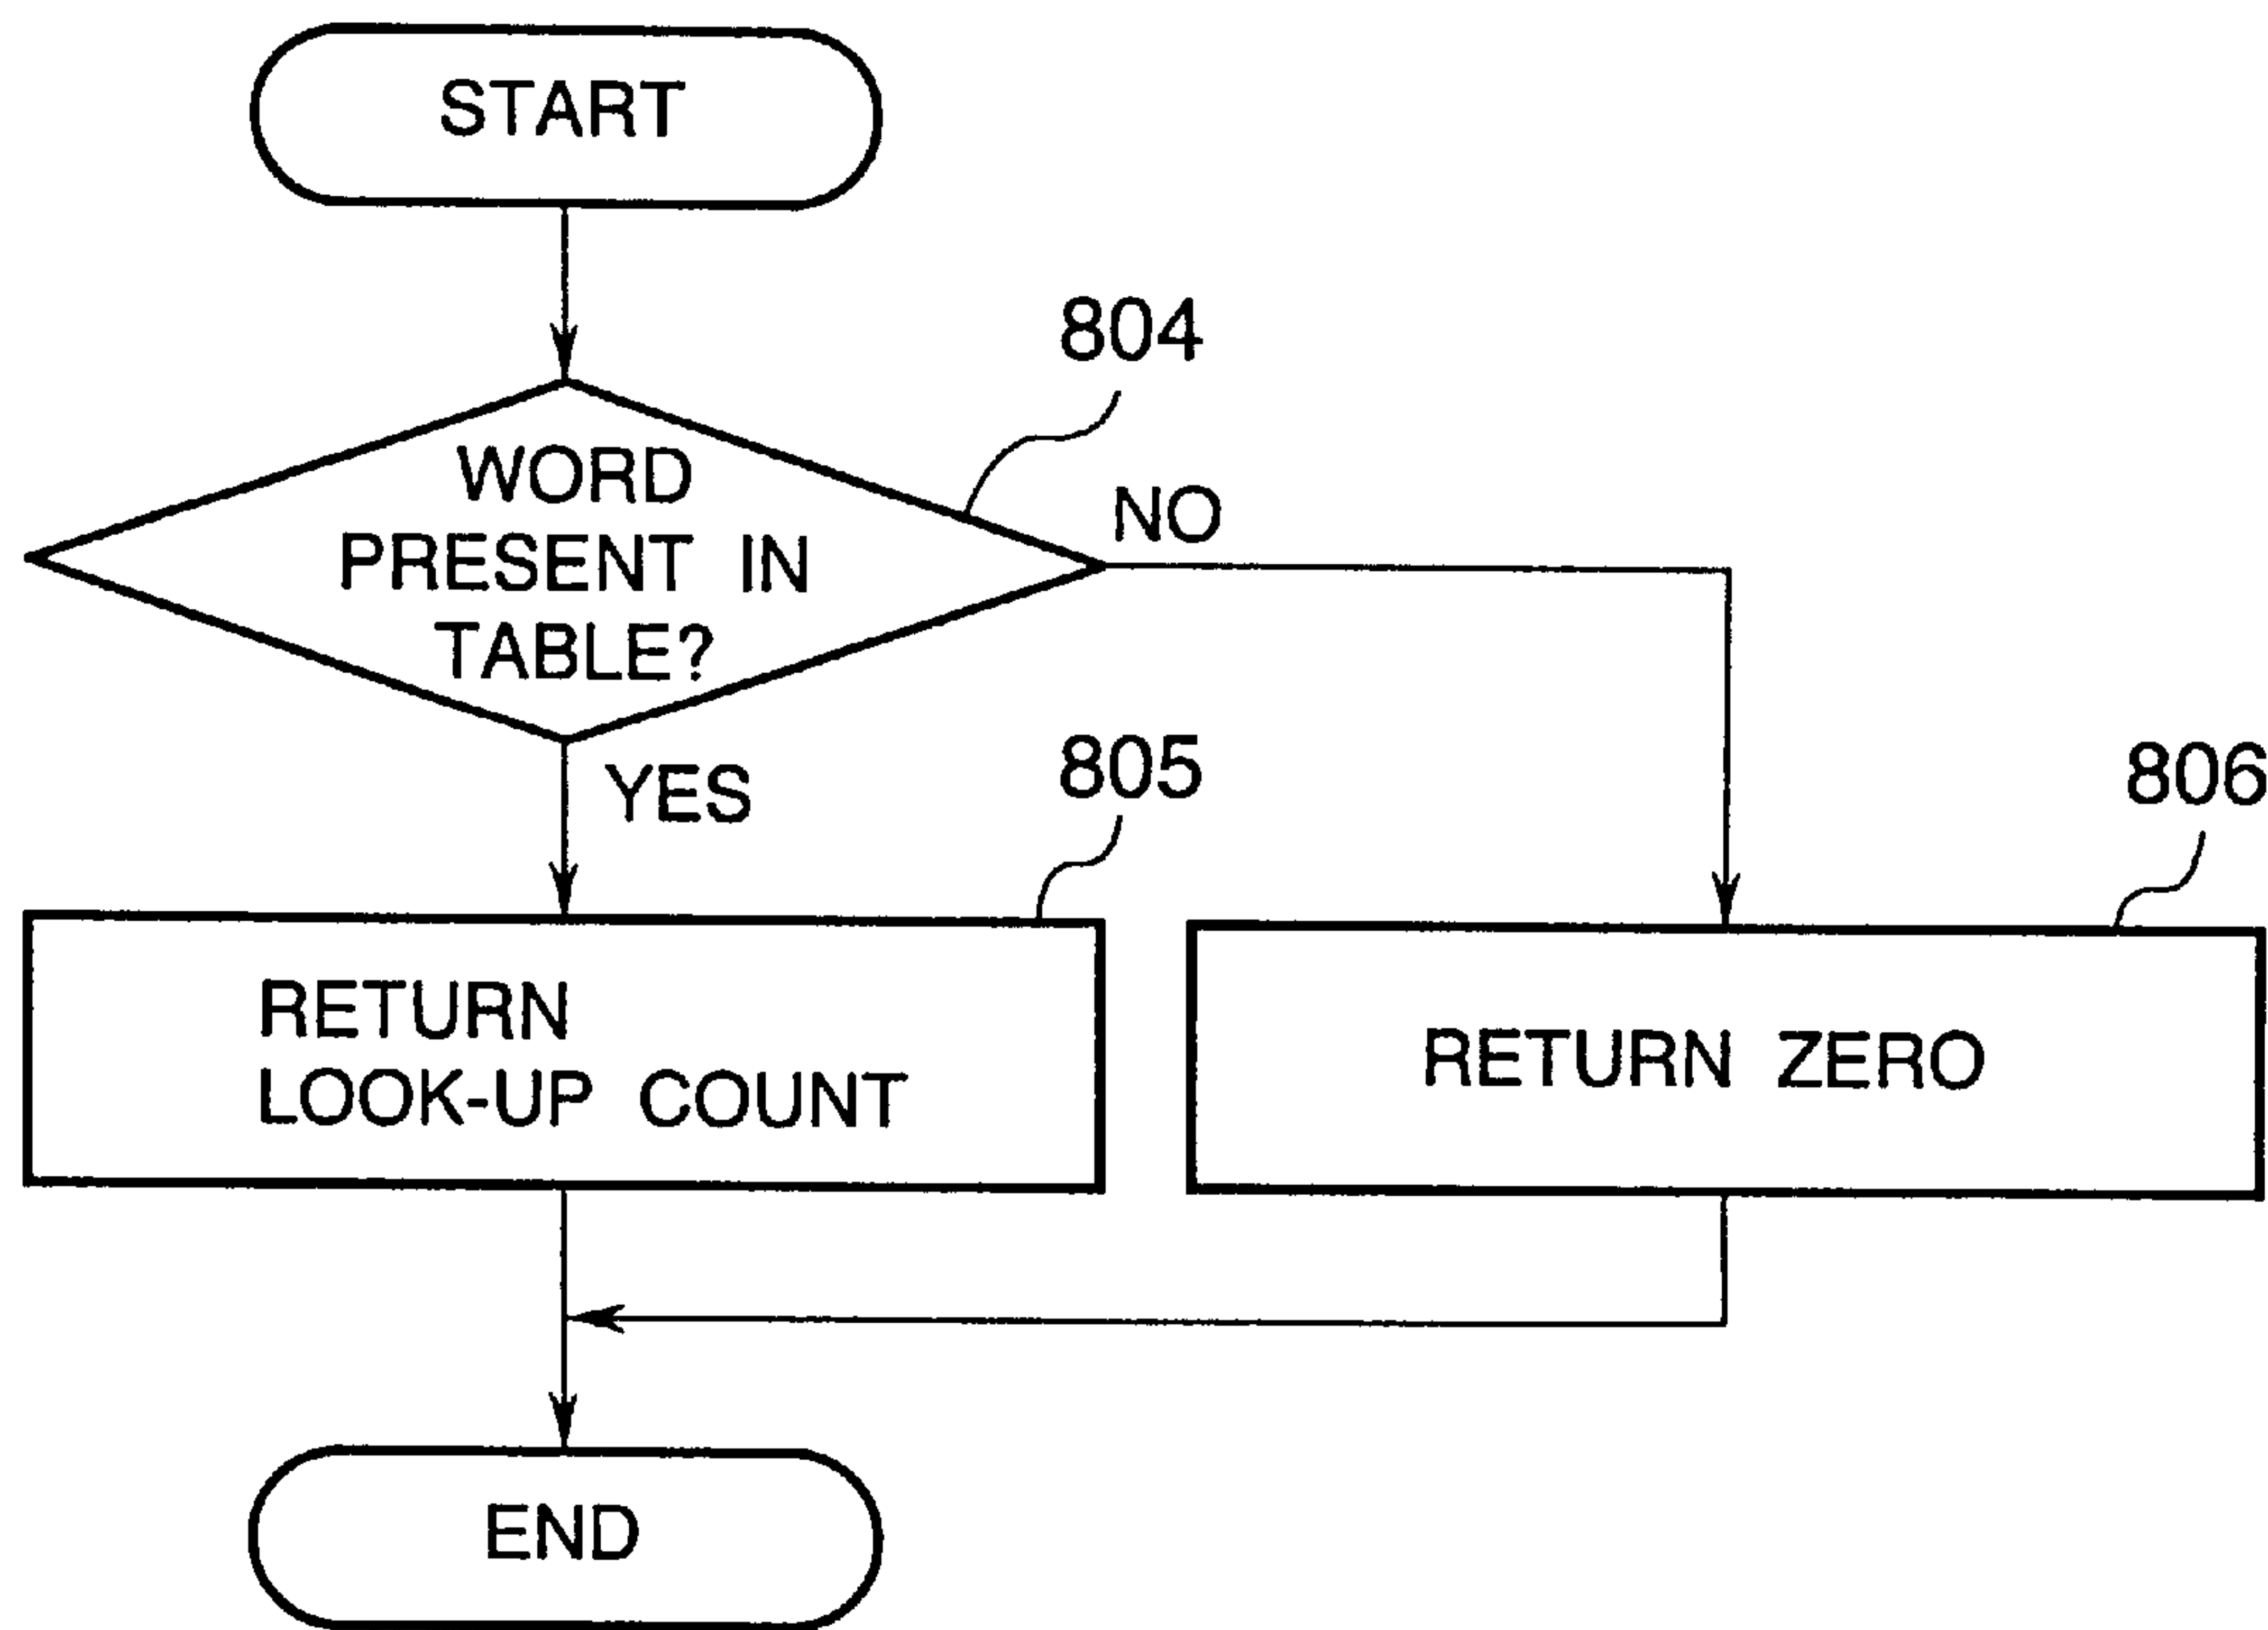 START
804
WORD
PRESENT IN
TABLE?
NO
YES
805
806
RETURN
LOOK-UP COUNT
RETURN ZERO
END